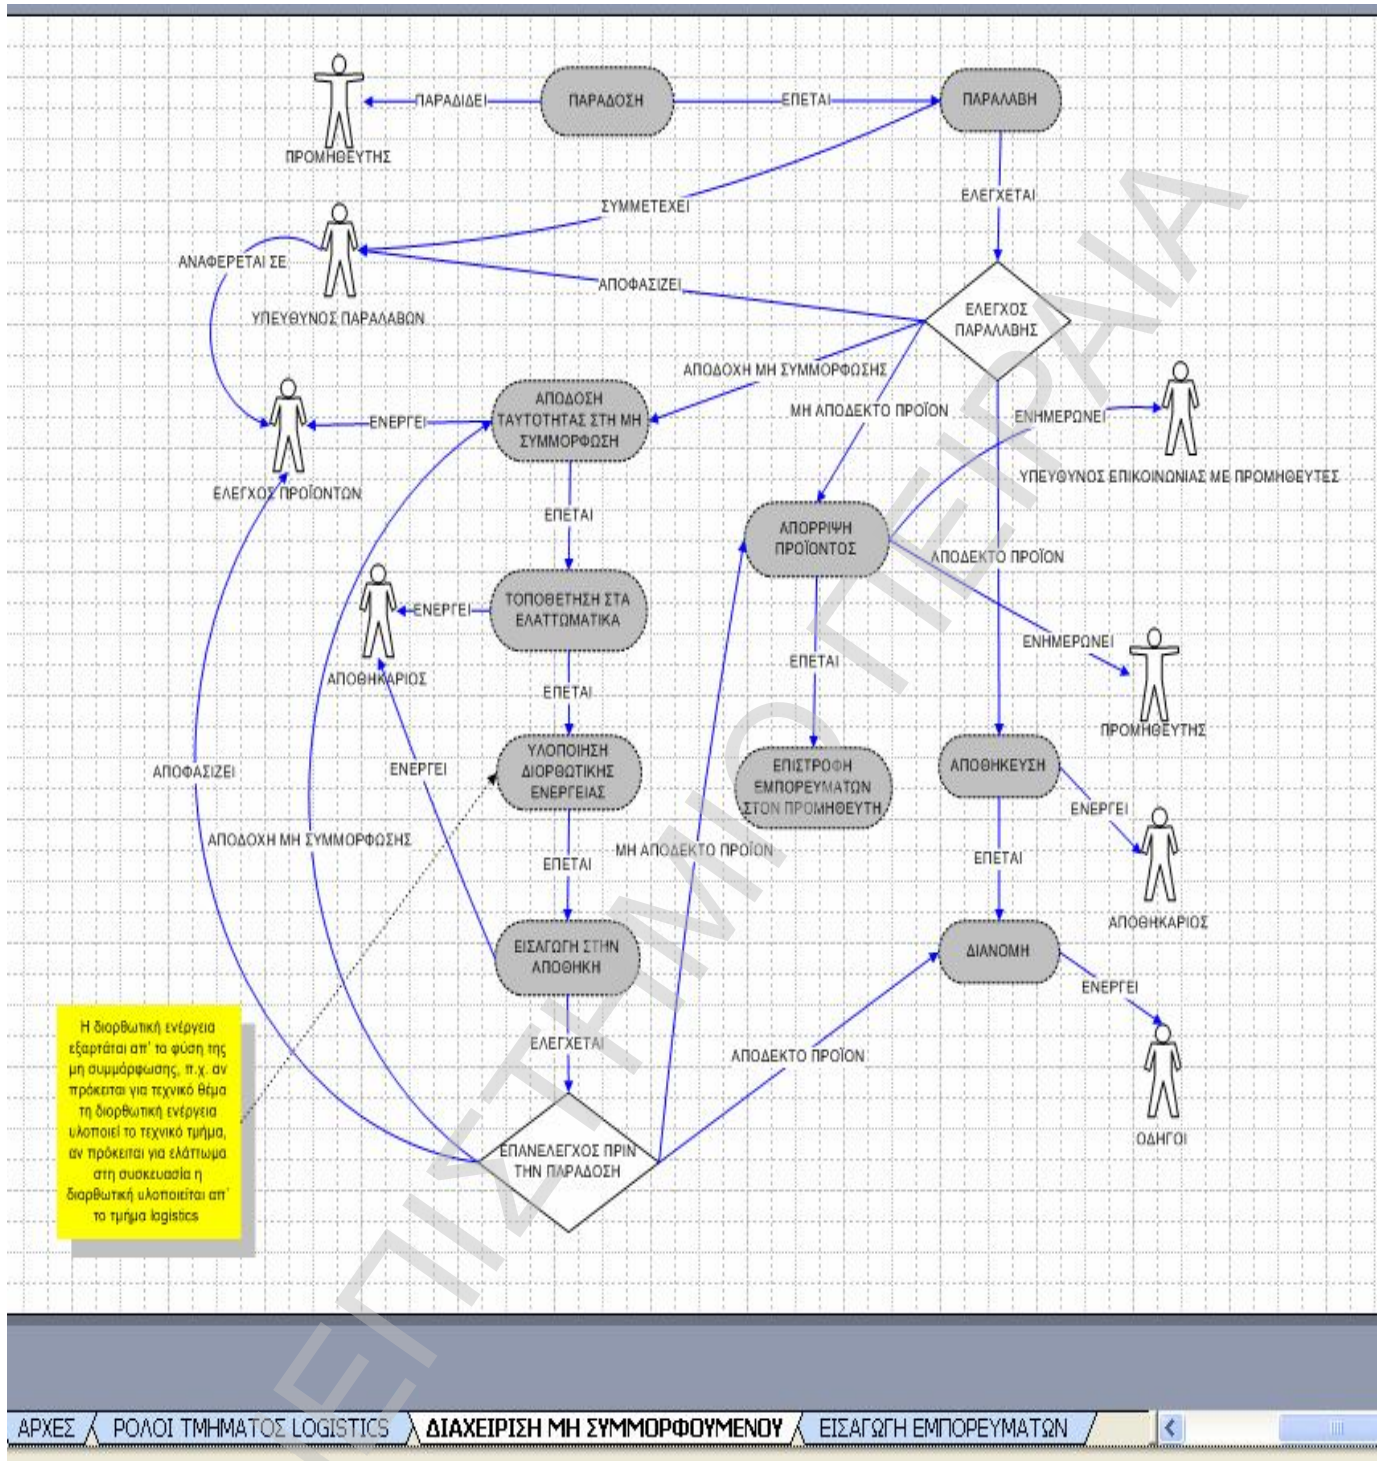 ΠΑΡΑΔΙΔΕΙ
ΠΑΡΑΔΟΣΗ
ΕΠΕΤΑΙ
ΠΑΡΑΛΑΒΗ
ΠΡΟΜΗΘΕΥΤΗΣ
ΕΛΕΓΧΕΤΑΙ
ΣΥΜΜΕΤΕΧΕΙ
ΑΝΑΦΕΡΕΤΑΙ ΣΕ
ΑΠΟΦΑΣΙΖΕΙ
ΥΠΕΥΘΥΝΟΣ ΠΑΡΑΛΑΒΩΝ
ΕΛΕΓΧΟΣ
ΠΑΡΑΛΑΒΗΣ
ΑΠΟΔΟΧΗ ΜΗ ΣΥΜΜΟΡΦΩΣΗΣ
ΜΗ ΑΠΟΔΕΚΤΟ ΠΡΟΪΟΝ
ΕΝΗΜΕΡΩΝΕΙ
ΑΠΟΔΟΣΗ
ΤΑΥΤΟΤΗΤΑΣ ΣΤΗ ΜΗ
ΣΥΜΜΟΡΦΩΣΗ
ΕΝΕΡΓΕΙ
ΥΠΕΥΘΥΝΟΣ ΕΠΙΚΟΙΝΩΝΙΑΣ ΜΕ ΠΡΟΜΗΘΕΥΤΕΣ
ΕΛΕΓΧΟΣ ΠΡΟΪΟΝΤΩΝ
ΕΠΕΤΑΙ
ΑΠΟΡΡΙΨΗ
ΠΡΟΪΟΝΤΟΣ
ΑΠΟΔΕΚΤΟ ΠΡΟΪΟΝ
ΕΝΕΡΓΕΙ
ΤΟΠΟΘΕΤΗΣΗ ΣΤΑ
ΕΛΑΤΤΩΜΑΤΙΚΑ
ΕΝΗΜΕΡΩΝΕΙ
ΕΠΕΤΑΙ
ΑΠΟΘΗΚΑΡΙΟΣ
ΕΠΕΤΑΙ
ΠΡΟΜΗΘΕΥΤΗΣ
ΑΠΟΦΑΣΙΖΕΙ
ΕΝΕΡΓΕΙ
ΥΛΟΠΟΙΗΣΗ
ΔΙΟΡΘΩΤΙΚΗΣ
ΕΝΕΡΓΕΙΑΣ
ΕΠΙΣΤΡΟΦΗ
ΕΜΠΟΡΕΥΜΑΤΩΝ
ΣΤΟΝ ΠΡΟΜΗΘΕΥΤΗ
ΑΠΟΘΗΚΕΥΣΗ
ΕΝΕΡΓΕΙ
ΑΠΟΔΟΧΗ ΜΗ ΣΥΜΜΟΡΦΩΣΗΣ
ΕΠΕΤΑΙ
ΜΗ ΑΠΟΔΕΚΤΟ ΠΡΟΪΟΝ
ΕΠΕΤΑΙ
ΑΠΟΘΗΚΑΡΙΟΣ
ΕΙΣΑΓΩΓΗ ΣΤΗΝ
ΑΠΟΘΗΚΗ
ΔΙΑΝΟΜΗ
ΕΝΕΡΓΕΙ
ΕΛΕΓΧΕΤΑΙ
ΑΠΟΔΕΚΤΟ ΠΡΟΪΟΝ
Η διορθωτική ενέργεια
εξαρτάται απ' το φύση της
μη συμμόρφωσης, π.χ. αν
πρόκειται για τεχνικό θέμα
τη διορθωτική ενέργεια
υλοποιεί το τεχνικό τμήμα,
αν πρόκειται για ελάττωμα
στη συσκευασία η
διορθωτική υλοποιείται απ'
το τμήμα logistics
ΕΠΑΝΕΛΕΓΧΟΣ ΠΡΙΝ
ΤΗΝ ΠΑΡΑΔΟΣΗ
ΟΔΗΓΟΙ
ΑΡΧΕΣ
ΡΟΛΟΙ ΤΜΗΜΑΤΟΣ LOGISTICS
ΔΙΑΧΕΙΡΙΣΗ ΜΗ ΣΥΜΜΟΡΦΟΥΜΕΝΟΥ
ΕΙΣΑΓΩΓΗ ΕΜΠΟΡΕΥΜΑΤΩΝ
ΕΠΙΣΤΗΜΙΟ ΠΕΙΡΑΙΑ